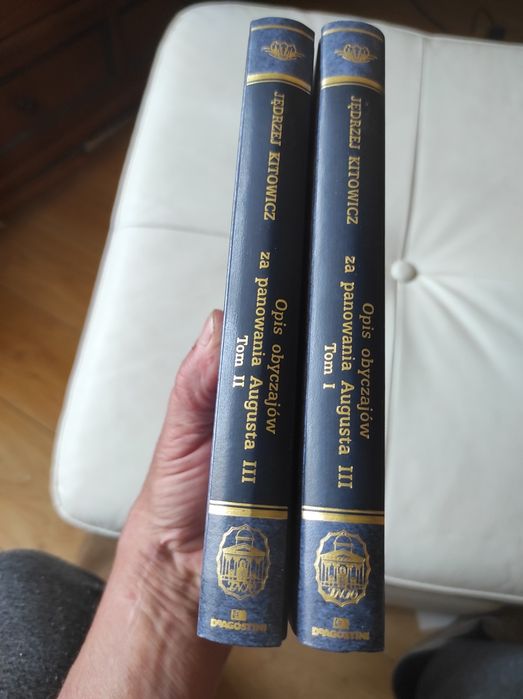 JĘDRZEJ KITOWICZ
Opis obyczajów
za panowania Augusta III
Tom II
DEAGOSTINI
JĘDRZEJ KITOWICZ
Opis obyczajów
za panowania Augusta III
Tom I
DEAGOSTINI